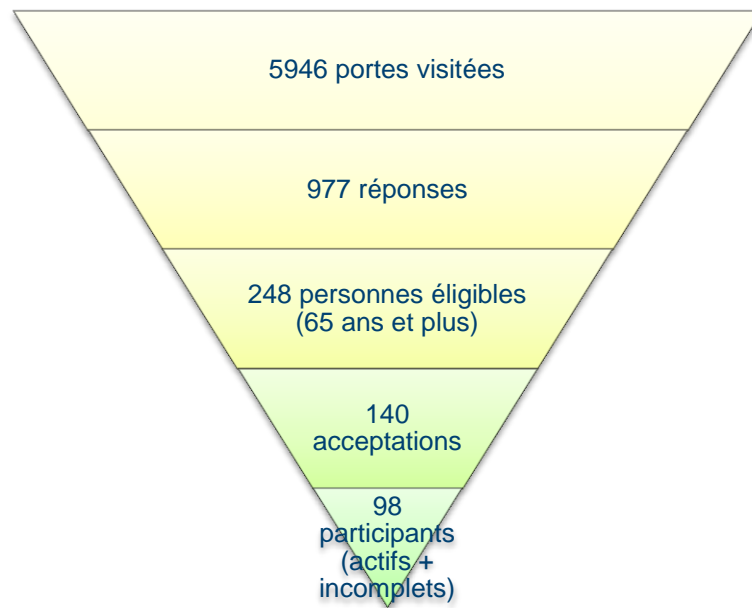 5946 portes visitées
977 réponses
248 personnes éligibles
(65 ans et plus)
140
acceptations
98
participants
(actifs +
incomplets)